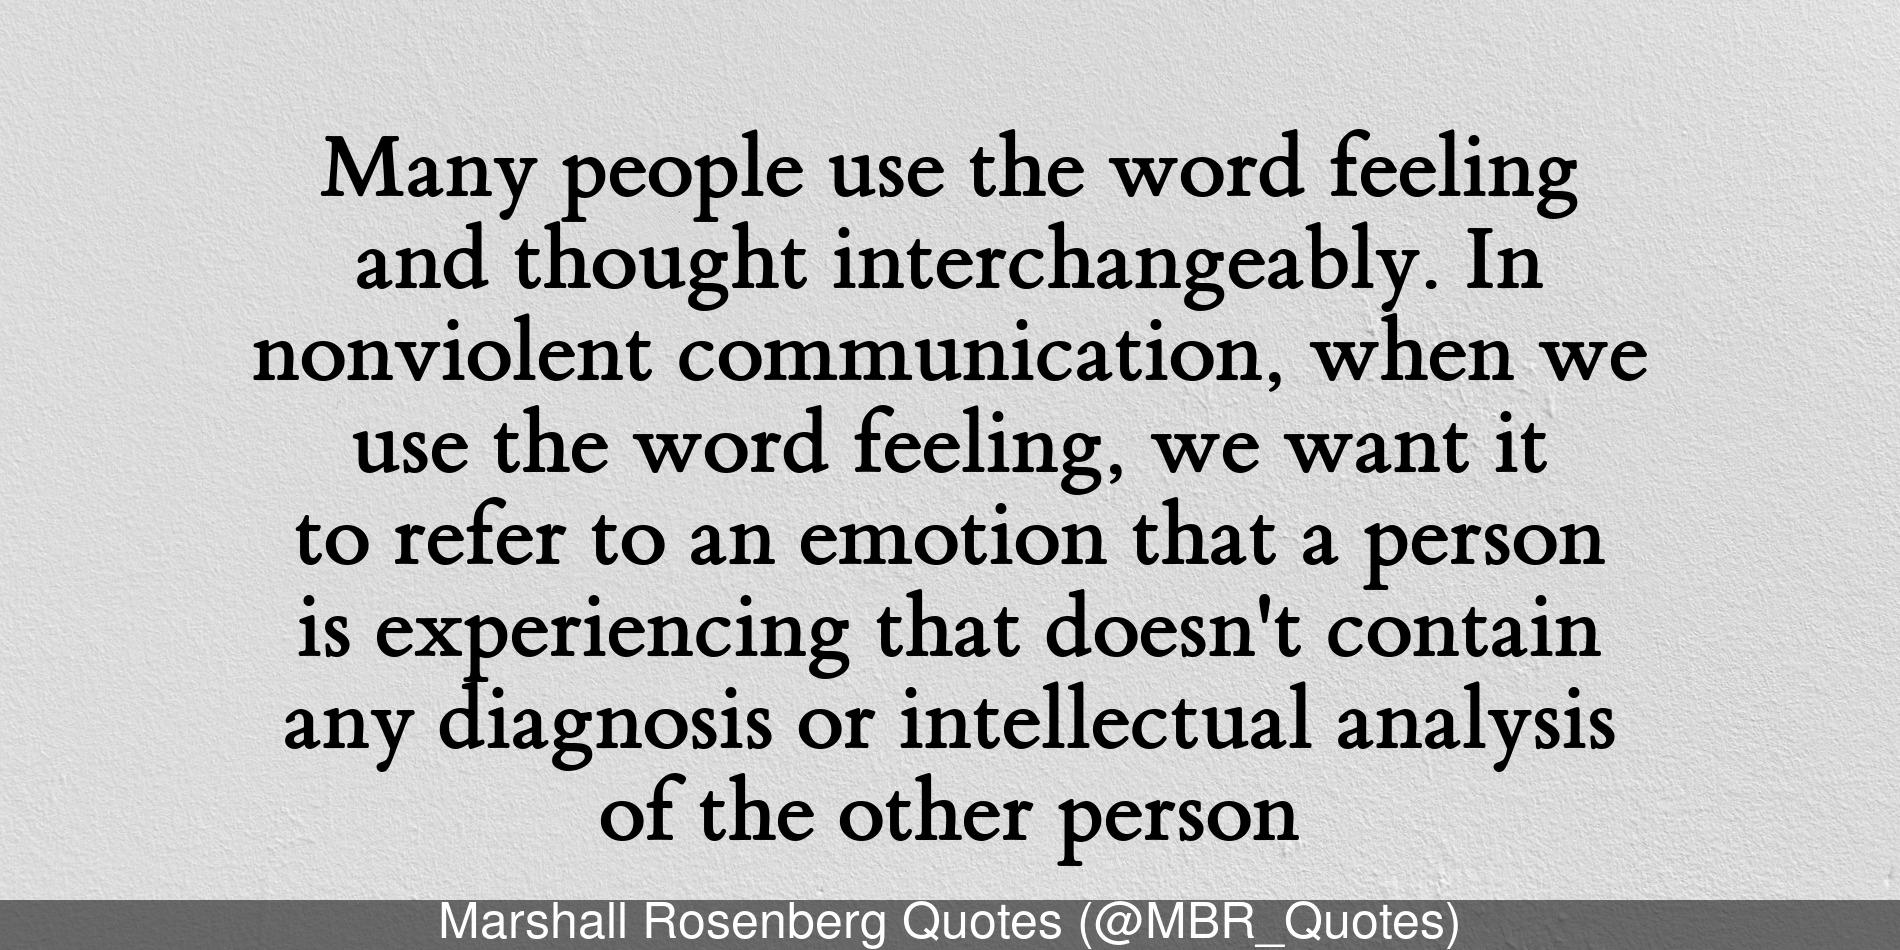 Many people use the word feeling
and thought interchangeably. In
nonviolent communication, when we
use the word feeling, we want it
to refer to an emotion that a person
is experiencing that doesn't contain
any diagnosis or intellectual analysis
of the other person
Marshall Rosenberg Quotes (@MBR_Quotes)